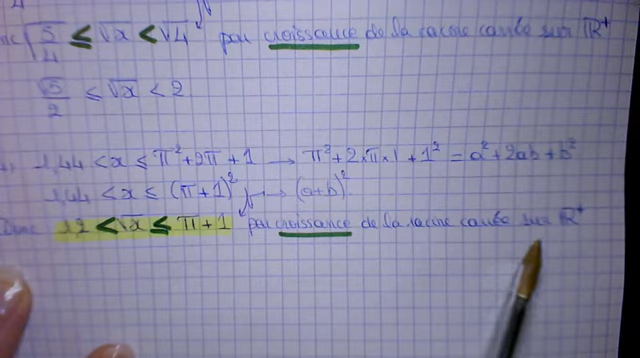 √5/4 ≤ √x < √4 par croissance de la racine carrée sur ℝ⁺
√5/2 ≤ √x < 2
1,44 < x ≤ π² + 2π + 1 → π² + 2×π×1 + 1² = a² + 2ab + b²
1,44 < x ≤ (π+1)² → (a+b)²
Donc 1,2 < √x ≤ π+1 par croissance de la racine carrée sur ℝ⁺